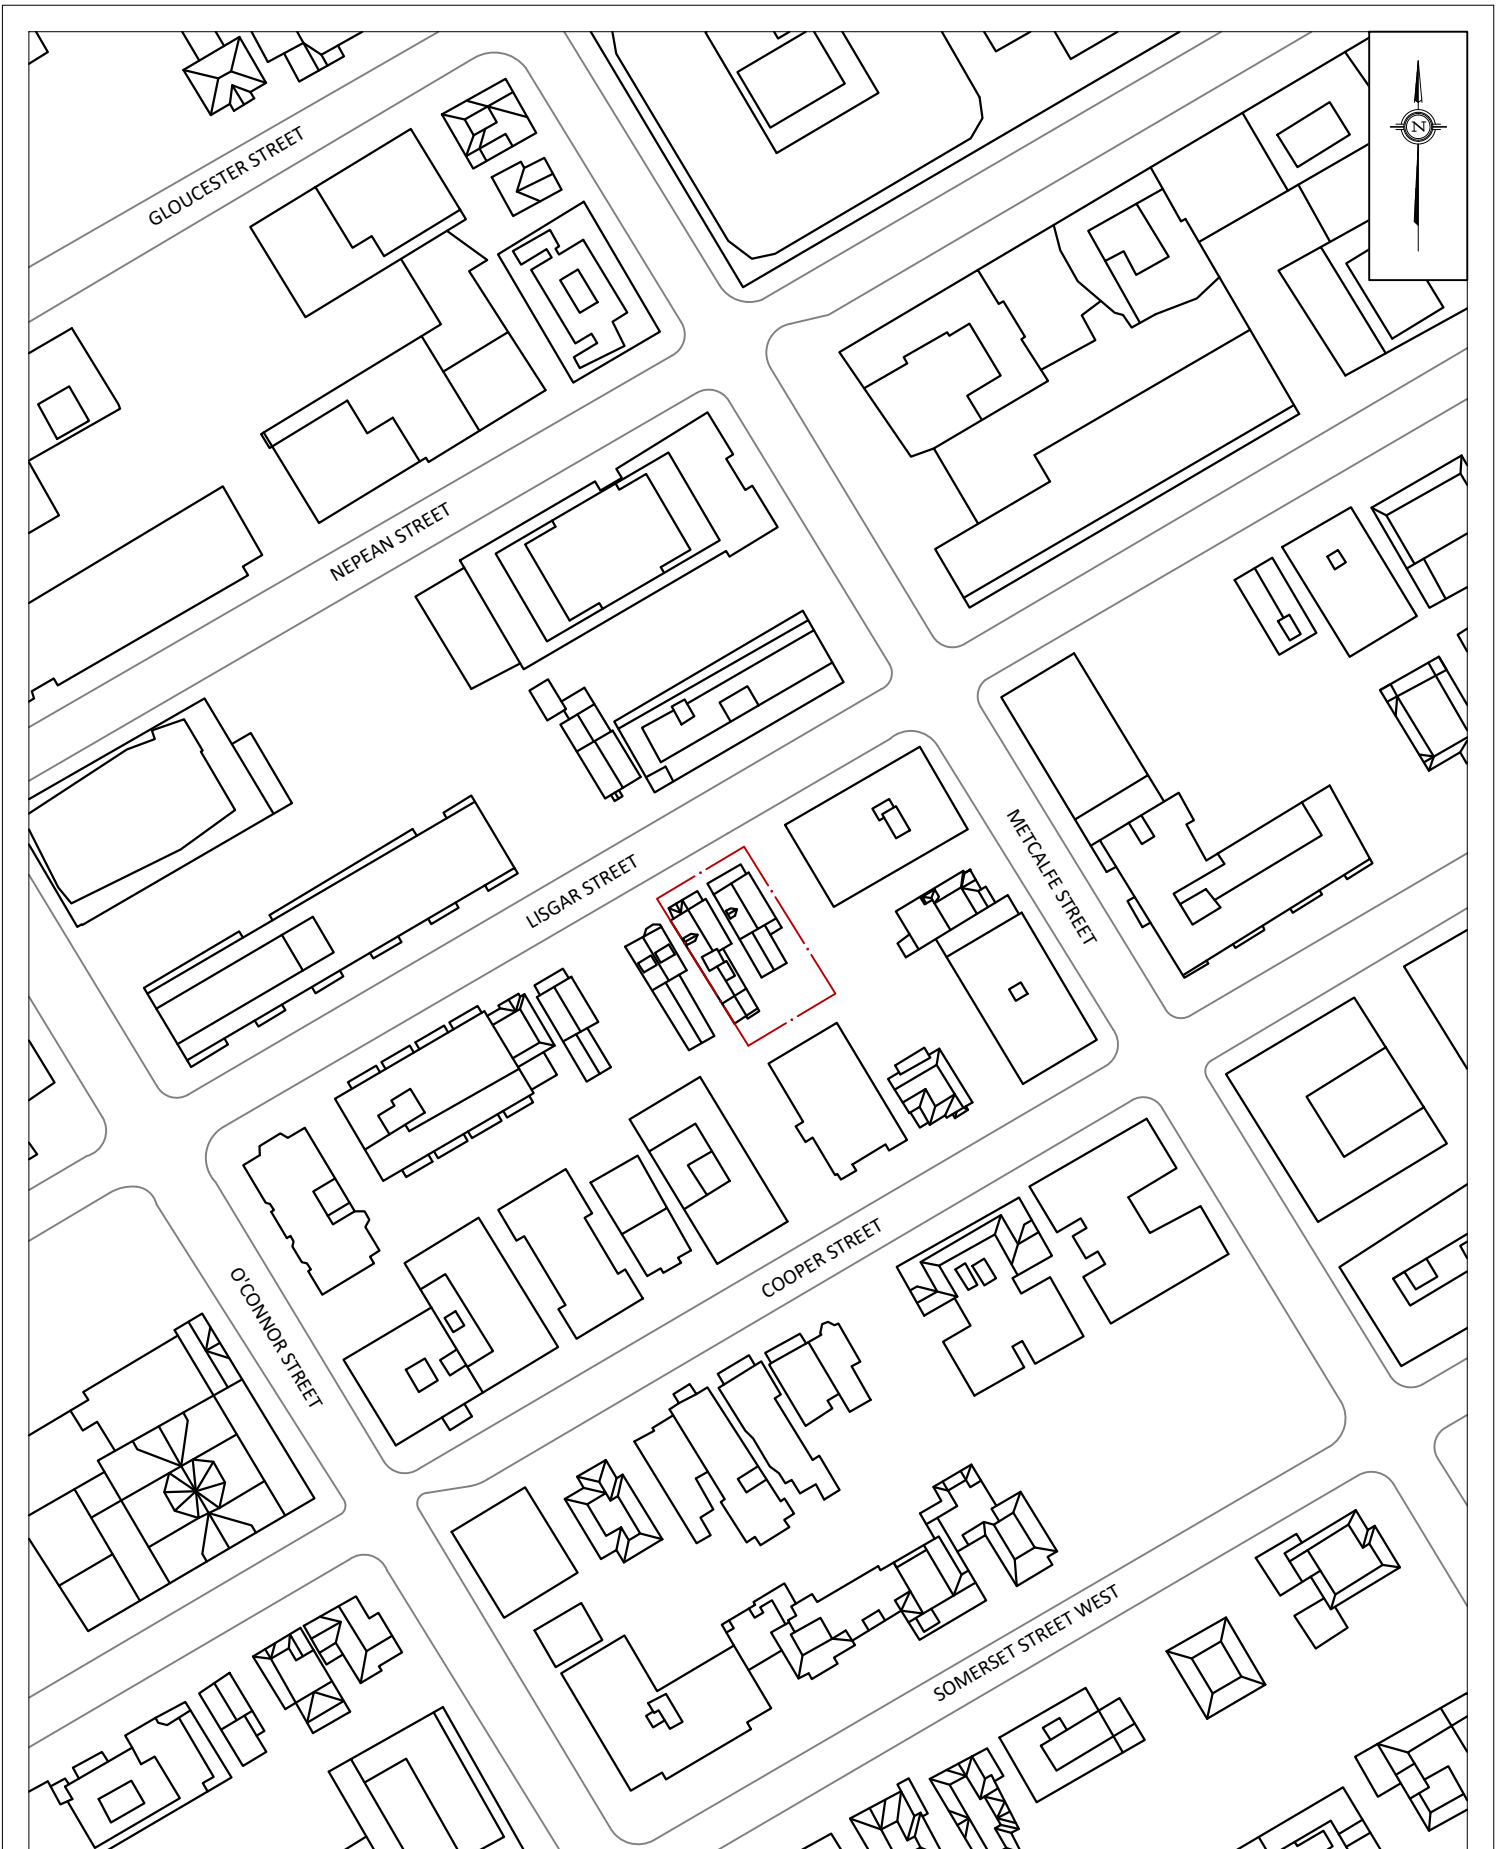 GLOUCESTER STREET
N
NEPEAN STREET
METCALFE STREET
LISGAR STREET
COOPER STREET
O'CONNOR STREET
SOMERSET STREET WEST